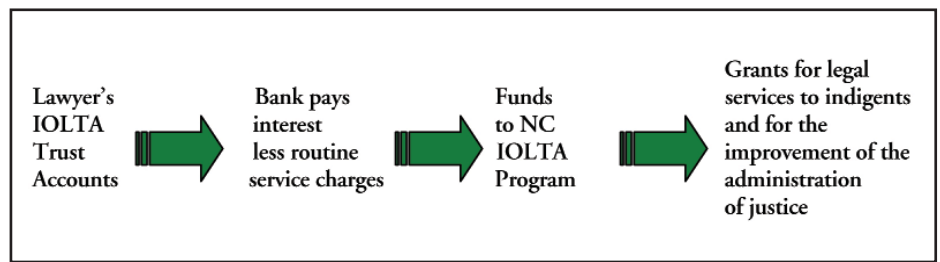 Lawyer's
IOLTA
Trust
Accounts
Bank pays
interest
less routine
service charges
Funds
to NC
IOLTA
Program
Grants for legal
services to indigents
and for the
improvement of the
administration
of justice